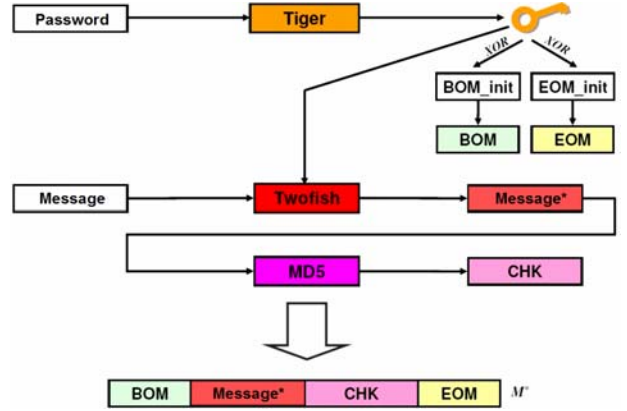 Password
Tiger
XOR
XOR
BOM_init
EOM_init
BOM
EOM
Message
Twofish
Message*
MD5
CHK
BOM
Message*
CHK
EOM
M*